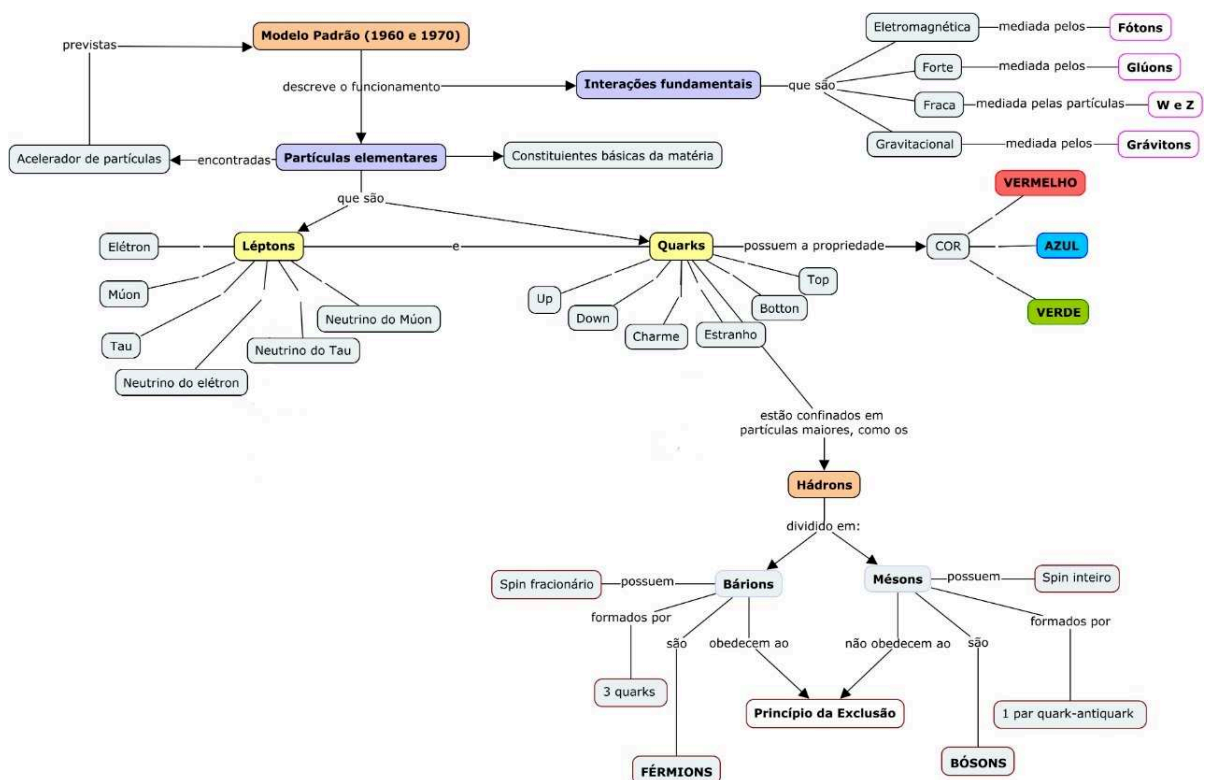 Modelo Padrão (1960 e 1970)
previstas
descreve o funcionamento
Interações fundamentais
que são
Eletromagnética
mediada pelos
Fótons
Forte
mediada pelos
Glúons
Fraca
mediada pelas partículas
W e Z
Gravitacional
mediada pelos
Grávitons
Acelerador de partículas
encontradas
Partículas elementares
Constituientes básicas da matéria
que são
Léptons
e
Quarks
possuem a propriedade
COR
VERMELHO
AZUL
VERDE
Elétron
Múon
Tau
Neutrino do elétron
Neutrino do Tau
Neutrino do Múon
Up
Down
Charme
Estranho
Botton
Top
estão confinados em
partículas maiores, como os
Hádrons
dividido em:
Bárions
Mésons
Spin fracionário
possuem
possuem
Spin inteiro
formados por
são
obedecem ao
não obedecem ao
são
formados por
3 quarks
Princípio da Exclusão
1 par quark-antiquark
FÉRMIONS
BÓSONS